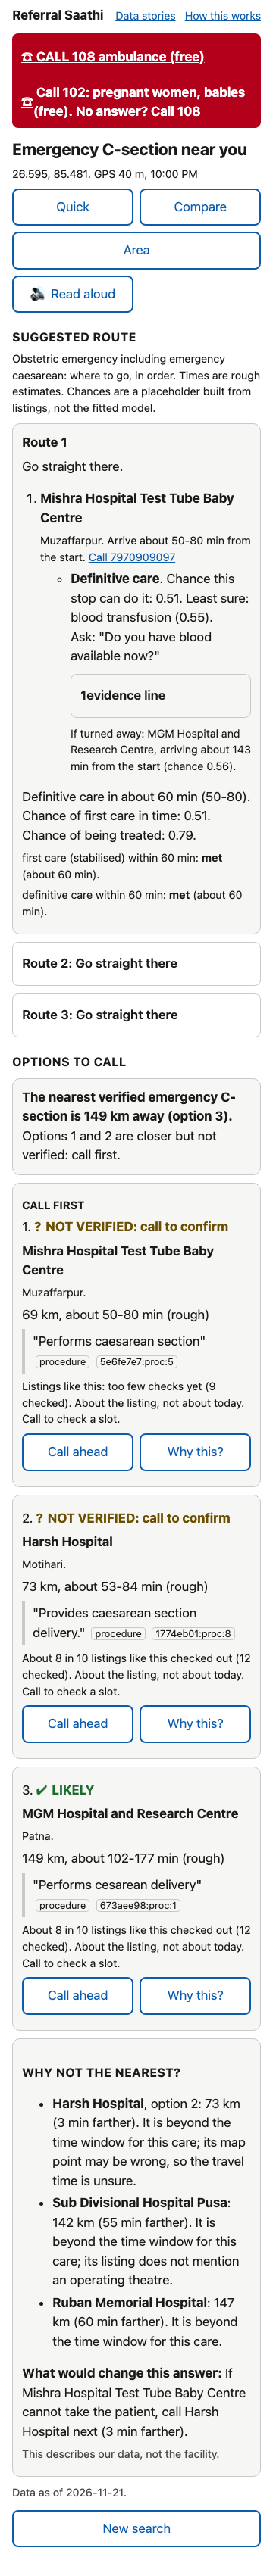 Referral Saathi Data stories How this works
☎ CALL 108 ambulance (free)
☎ Call 102: pregnant women, babies
(free). No answer? Call 108
Emergency C-section near you
26.595, 85.481. GPS 40 m, 10:00 PM
Quick Compare
Area
🔈 Read aloud
SUGGESTED ROUTE
Obstetric emergency including emergency
caesarean: where to go, in order. Times are rough
estimates. Chances are a placeholder built from
listings, not the fitted model.
Route 1
Go straight there.
1. Mishra Hospital Test Tube Baby
Centre
Muzaffarpur. Arrive about 50-80 min from
the start. Call 7970909097
Definitive care. Chance this
stop can do it: 0.51. Least sure:
blood transfusion (0.55).
Ask: "Do you have blood
available now?"
1evidence line
If turned away: MGM Hospital and
Research Centre, arriving about 143
min from the start (chance 0.56).
Definitive care in about 60 min (50-80).
Chance of first care in time: 0.51.
Chance of being treated: 0.79.
first care (stabilised) within 60 min: met
(about 60 min).
definitive care within 60 min: met (about 60
min).
Route 2: Go straight there
Route 3: Go straight there
OPTIONS TO CALL
The nearest verified emergency C-
section is 149 km away (option 3).
Options 1 and 2 are closer but not
verified: call first.
CALL FIRST
1. ? NOT VERIFIED: call to confirm
Mishra Hospital Test Tube Baby
Centre
Muzaffarpur.
69 km, about 50-80 min (rough)
"Performs caesarean section"
procedure 5e6fe7e7:proc:5
Listings like this: too few checks yet (9
checked). About the listing, not about today.
Call to check a slot.
Call ahead Why this?
2. ? NOT VERIFIED: call to confirm
Harsh Hospital
Motihari.
73 km, about 53-84 min (rough)
"Provides caesarean section
delivery." procedure 1774eb01:proc:8
About 8 in 10 listings like this checked out (12
checked). About the listing, not about today.
Call to check a slot.
Call ahead Why this?
3. ✔ LIKELY
MGM Hospital and Research Centre
Patna.
149 km, about 102-177 min (rough)
"Performs cesarean delivery"
procedure 673aee98:proc:1
About 8 in 10 listings like this checked out (12
checked). About the listing, not about today.
Call to check a slot.
Call ahead Why this?
WHY NOT THE NEAREST?
Harsh Hospital, option 2: 73 km
(3 min farther). It is beyond the
time window for this care; its map
point may be wrong, so the travel
time is unsure.
Sub Divisional Hospital Pusa:
142 km (55 min farther). It is
beyond the time window for this
care; its listing does not mention
an operating theatre.
Ruban Memorial Hospital: 147
km (60 min farther). It is beyond
the time window for this care.
What would change this answer: If
Mishra Hospital Test Tube Baby Centre
cannot take the patient, call Harsh
Hospital next (3 min farther).
This describes our data, not the facility.
Data as of 2026-11-21.
New search